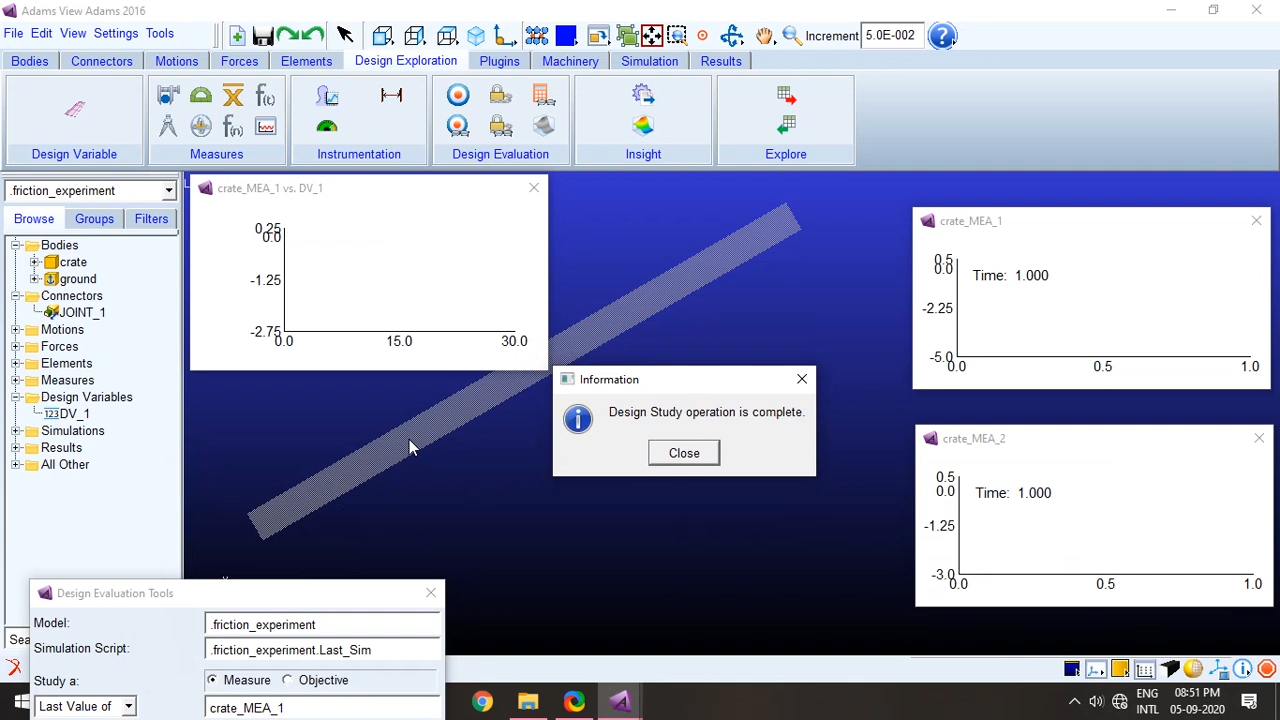 Adams View Adams 2016
File Edit View Settings Tools
Increment 5.0E-002
Bodies Connectors Motions Forces Elements Design Exploration Plugins Machinery Simulation Results
f(t)
f(n)
Design Variable Measures Instrumentation Design Evaluation Insight Explore
.friction_experiment
Browse Groups Filters
Bodies
crate
ground
Connectors
JOINT_1
Motions
Forces
Elements
Measures
Design Variables
123 DV_1
Simulations
Results
All Other
Sea
crate_MEA_1 vs. DV_1
0.25
0.0
-1.25
-2.75
0.0 15.0 30.0
crate_MEA_1
0.5
0.0
Time: 1.000
-2.25
-5.0
0.0 0.5 1.0
Information
Design Study operation is complete.
Close
crate_MEA_2
0.5
0.0
Time: 1.000
-1.25
-3.0
0.0 0.5 1.0
Design Evaluation Tools
Model: .friction_experiment
Simulation Script: .friction_experiment.Last_Sim
Study a: Measure Objective
Last Value of crate_MEA_1
ENG
INTL
08:51 PM
05-09-2020